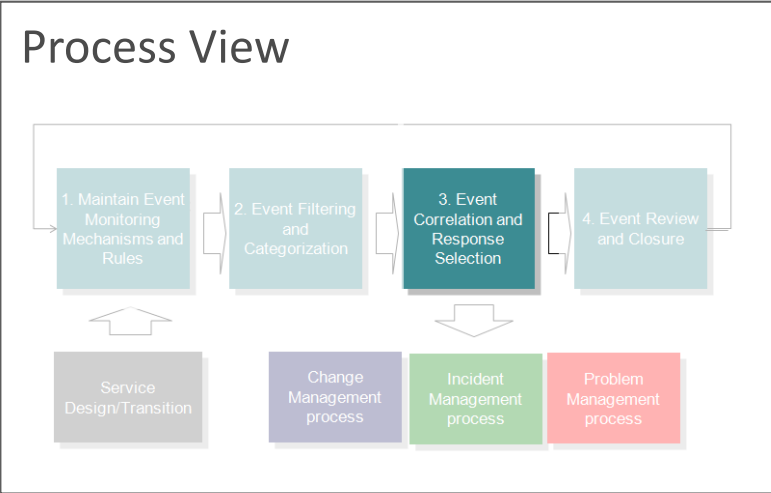 Process View
1. Maintain Event
Monitoring
Mechanisms and
Rules
2. Event Filtering
and
Categorization
3. Event
Correlation and
Response
Selection
4. Event Review
and Closure
Service
Design/Transition
Change
Management
process
Incident
Management
process
Problem
Management
process